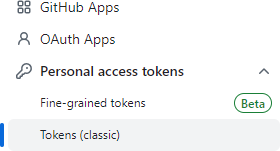 GitHub Apps
OAuth Apps
Personal access tokens
Fine-grained tokens Beta
Tokens (classic)